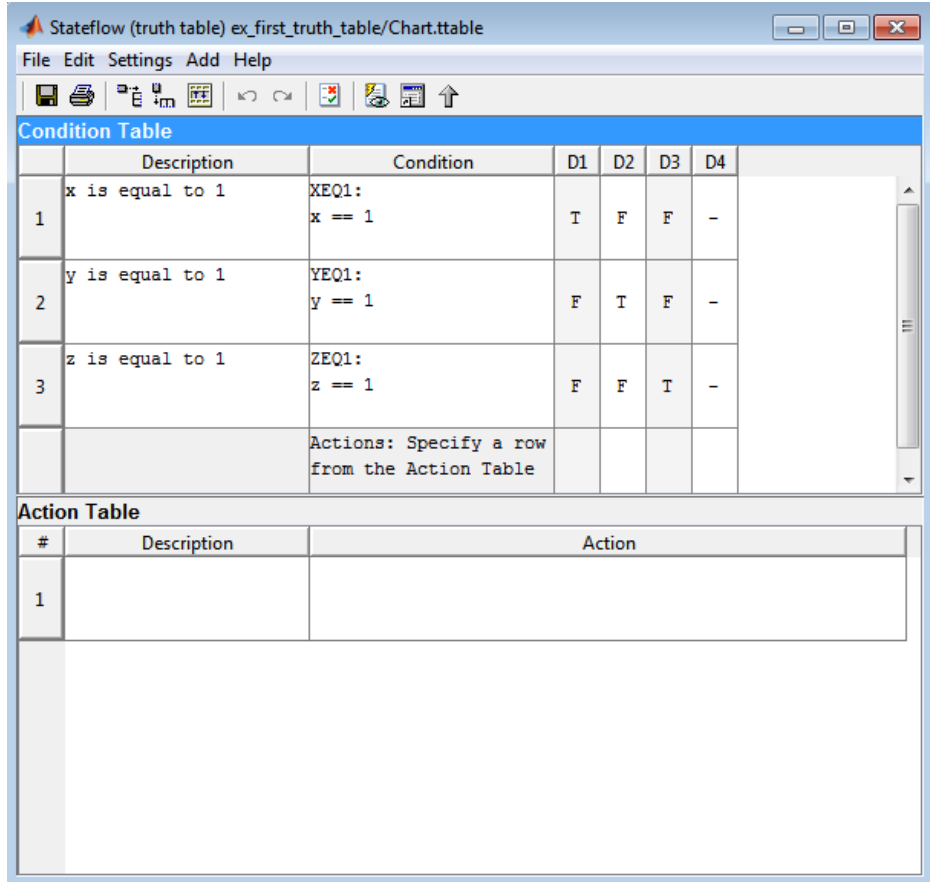 Stateflow (truth table) ex_first_truth_table/Chart.ttable
File Edit Settings Add Help
Condition Table
Description Condition D1 D2 D3 D4
x is equal to 1 XEQ1:
1 x == 1 T F F -
y is equal to 1 YEQ1:
2 y == 1 F T F -
z is equal to 1 ZEQ1:
3 z == 1 F F T -
Actions: Specify a row
from the Action Table
Action Table
# Description Action
1